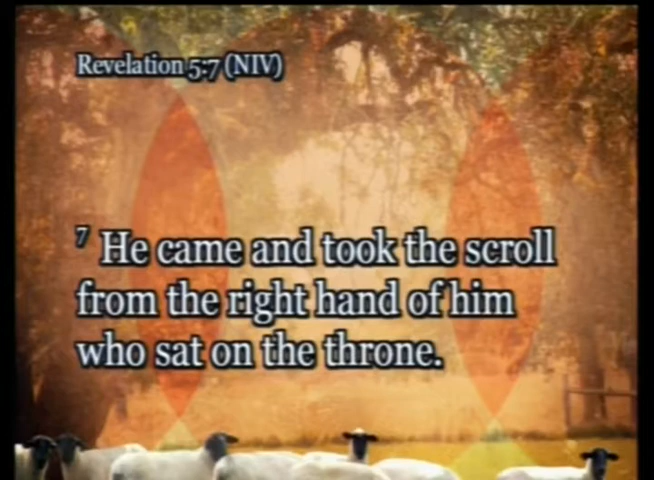 Revelation 5:7 (NIV)
7 He came and took the scroll
from the right hand of him
who sat on the throne.